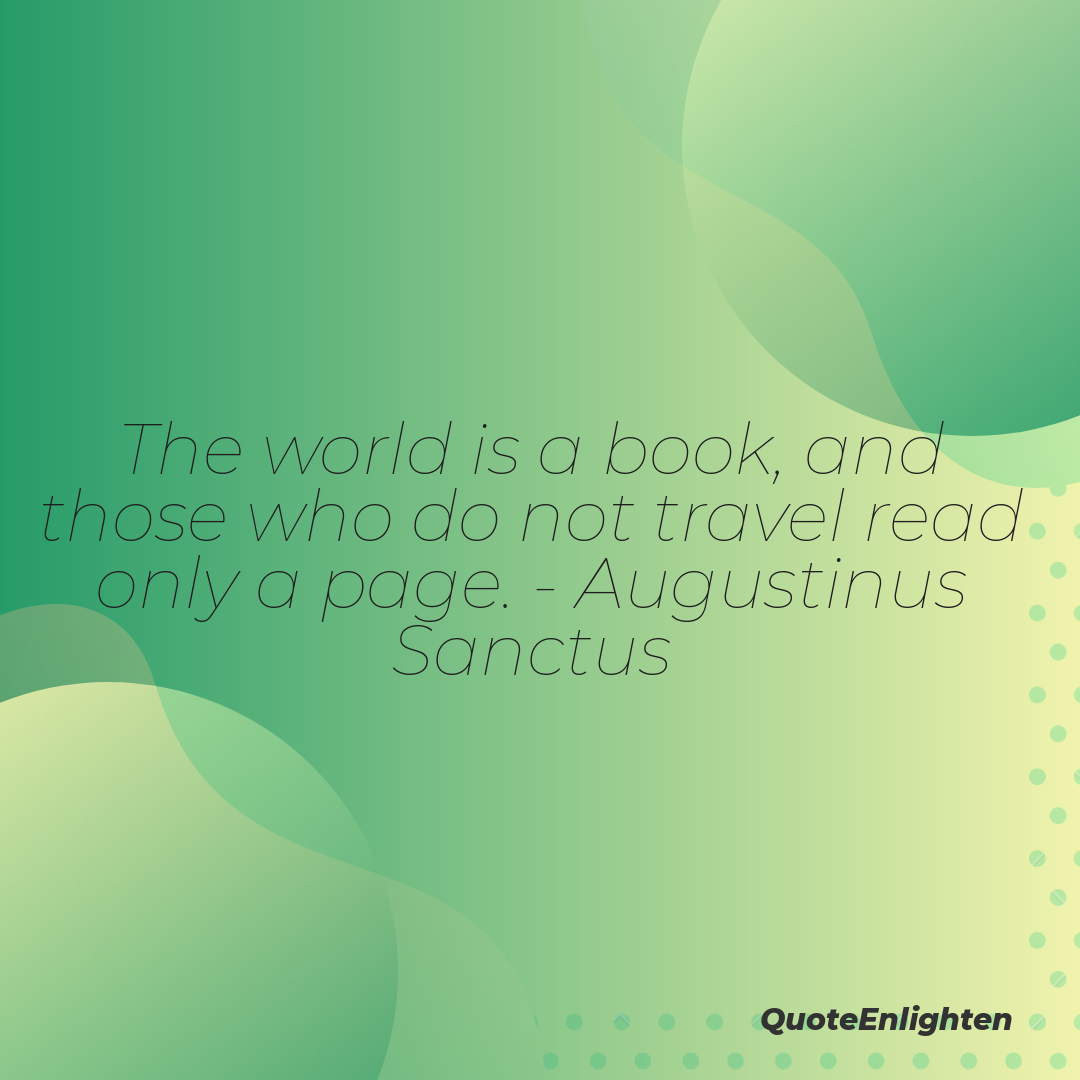 The world is a book, and
those who do not travel read
only a page. - Augustinus
Sanctus
QuoteEnlighten